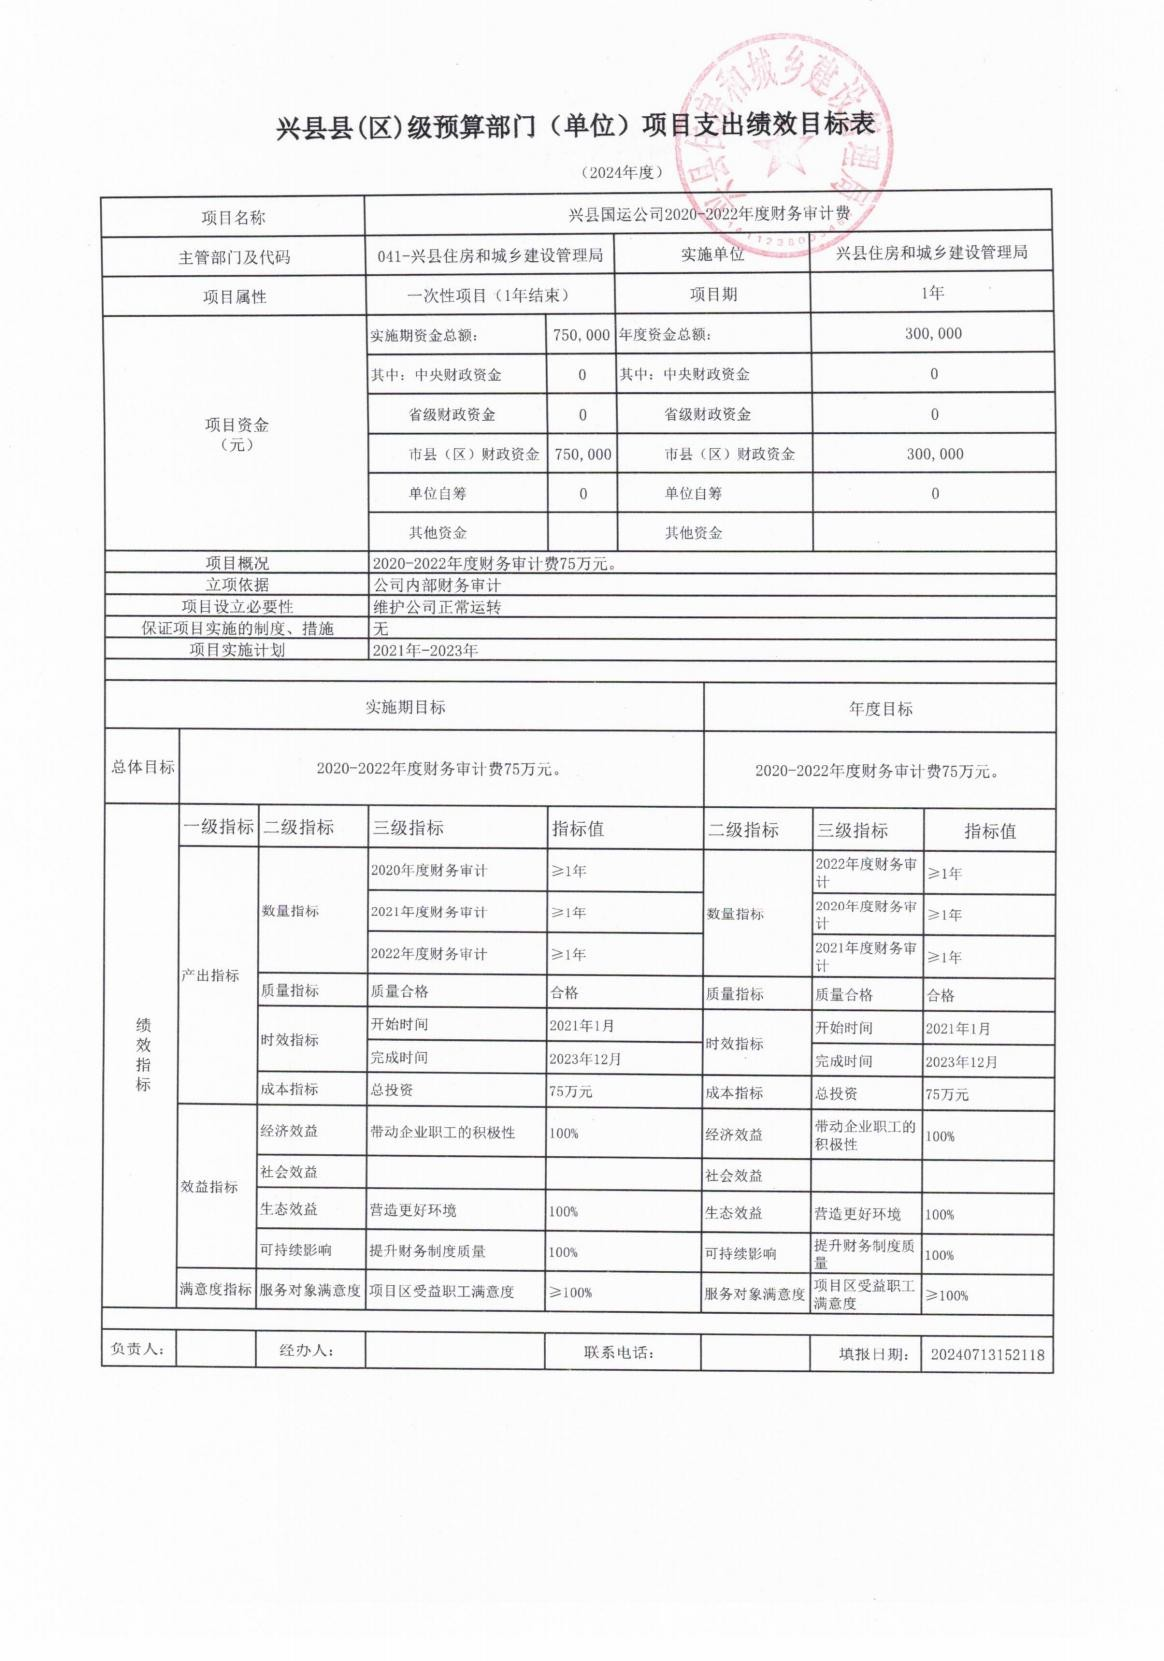 兴县县(区)级预算部门（单位）项目支出绩效目标表
（2024年度）
项目名称 兴县国运公司2020-2022年度财务审计费
主管部门及代码 041-兴县住房和城乡建设管理局 实施单位 兴县住房和城乡建设管理局
项目属性 一次性项目（1年结束） 项目期 1年
项目资金
（元）
实施期资金总额： 750,000 年度资金总额： 300,000
其中：中央财政资金 0 其中：中央财政资金 0
省级财政资金 0 省级财政资金 0
市县（区）财政资金 750,000 市县（区）财政资金 300,000
单位自筹 0 单位自筹 0
其他资金 其他资金
项目概况 2020-2022年度财务审计费75万元。
立项依据 公司内部财务审计
项目设立必要性 维护公司正常运转
保证项目实施的制度、措施 无
项目实施计划 2021年-2023年
实施期目标 年度目标
总体目标 2020-2022年度财务审计费75万元。 2020-2022年度财务审计费75万元。
绩效指标
一级指标 二级指标 三级指标 指标值 二级指标 三级指标 指标值
产出指标
数量指标 2020年度财务审计 ≥1年 数量指标 2022年度财务审计 ≥1年
2021年度财务审计 ≥1年 2020年度财务审计 ≥1年
2022年度财务审计 ≥1年 2021年度财务审计 ≥1年
质量指标 质量合格 合格 质量指标 质量合格 合格
时效指标 开始时间 2021年1月 时效指标 开始时间 2021年1月
完成时间 2023年12月 完成时间 2023年12月
成本指标 总投资 75万元 成本指标 总投资 75万元
效益指标
经济效益 带动企业职工的积极性 100% 经济效益 带动企业职工的积极性 100%
社会效益 社会效益
生态效益 营造更好环境 100% 生态效益 营造更好环境 100%
可持续影响 提升财务制度质量 100% 可持续影响 提升财务制度质量 100%
满意度指标 服务对象满意度 项目区受益职工满意度 ≥100% 服务对象满意度 项目区受益职工满意度 ≥100%
负责人： 经办人： 联系电话： 填报日期： 20240713152118
兴县住房和城乡建设管理局